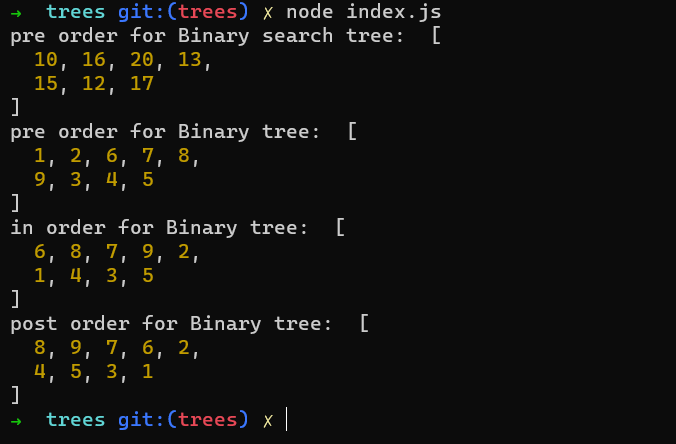 →  trees git:(trees) ✗ node index.js
pre order for Binary search tree:  [
  10, 16, 20, 13,
  15, 12, 17
]
pre order for Binary tree:  [
  1, 2, 6, 7, 8,
  9, 3, 4, 5
]
in order for Binary tree:  [
  6, 8, 7, 9, 2,
  1, 4, 3, 5
]
post order for Binary tree:  [
  8, 9, 7, 6, 2,
  4, 5, 3, 1
]
→  trees git:(trees) ✗